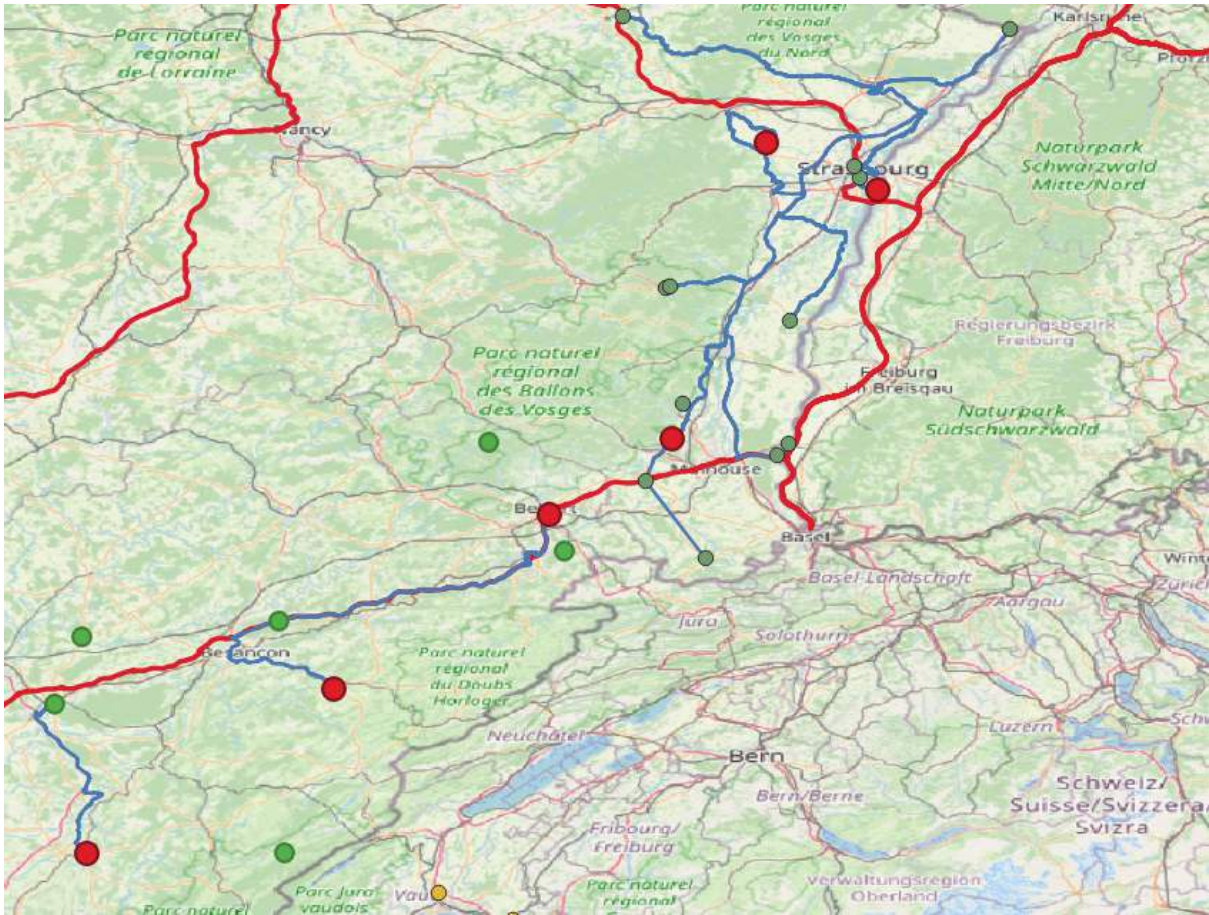 Parc naturel
régional
de Lorraine
Parc naturel
régional
des Vosges
du Nord
Karlsruhe
Nancy
Strasbourg
Naturpark
Schwarzwald
Mitte/Nord
Regierungsbezirk
Freiburg
Parc naturel
régional
des Ballons
des Vosges
Freiburg
im Breisgau
Naturpark
Südschwarzwald
Mulhouse
Basel
Basel-Landschaft
Aargau
Zürich
Jura
Solothurn
Besançon
Parc naturel
régional
du Doubs
Horloger
Neuchâtel
Luzern
Bern
Bern/Berne
Schweiz/
Suisse/Svizzera/
Svizra
Fribourg/
Freiburg
Verwaltungsregion
Oberland
Parc Jura
vaudois
Parc naturel
Parc naturel
régional